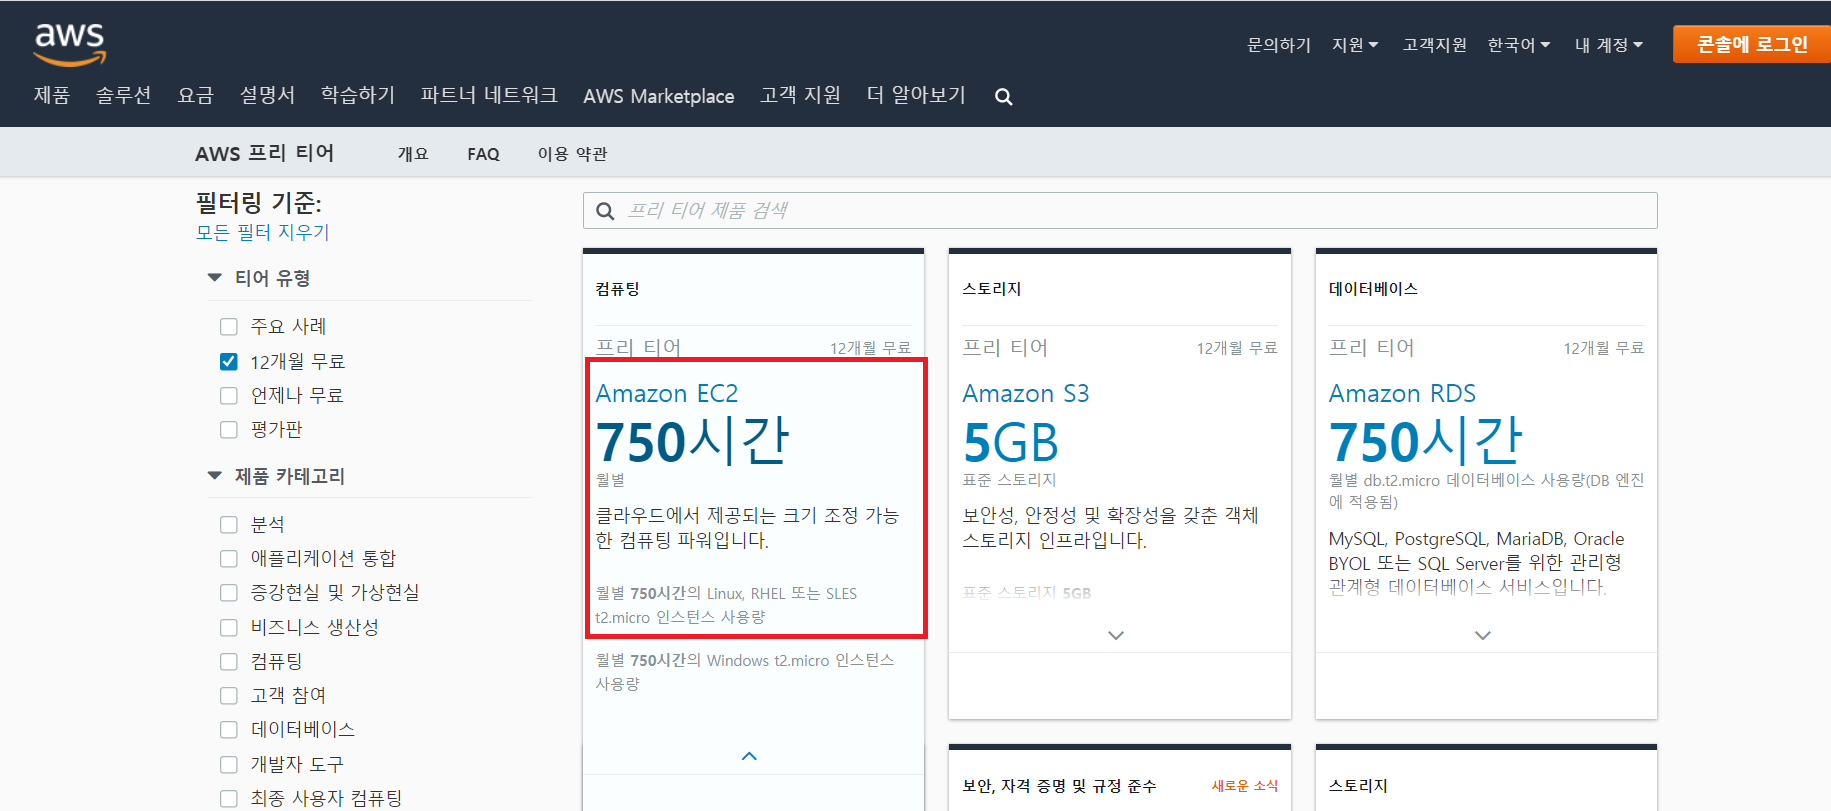 aws
문의하기 지원 고객지원 한국어 내 계정 콘솔에 로그인
제품 솔루션 요금 설명서 학습하기 파트너 네트워크 AWS Marketplace 고객 지원 더 알아보기
AWS 프리 티어 개요 FAQ 이용 약관
필터링 기준:
모든 필터 지우기
티어 유형
주요 사례
12개월 무료
언제나 무료
평가판
제품 카테고리
분석
애플리케이션 통합
증강현실 및 가상현실
비즈니스 생산성
컴퓨팅
고객 참여
데이터베이스
개발자 도구
최종 사용자 컴퓨팅
프리 티어 제품 검색
컴퓨팅
프리 티어 12개월 무료
Amazon EC2
750시간
월별
클라우드에서 제공되는 크기 조정 가능
한 컴퓨팅 파워입니다.
월별 750시간의 Linux, RHEL 또는 SLES
t2.micro 인스턴스 사용량
월별 750시간의 Windows t2.micro 인스턴스
사용량
스토리지
프리 티어 12개월 무료
Amazon S3
5GB
표준 스토리지
보안성, 안정성 및 확장성을 갖춘 객체
스토리지 인프라입니다.
표준 스토리지 5GB
데이터베이스
프리 티어 12개월 무료
Amazon RDS
750시간
월별 db.t2.micro 데이터베이스 사용량(DB 엔진
에 적용됨)
MySQL, PostgreSQL, MariaDB, Oracle
BYOL 또는 SQL Server를 위한 관리형
관계형 데이터베이스 서비스입니다.
보안, 자격 증명 및 규정 준수 새로운 소식
스토리지